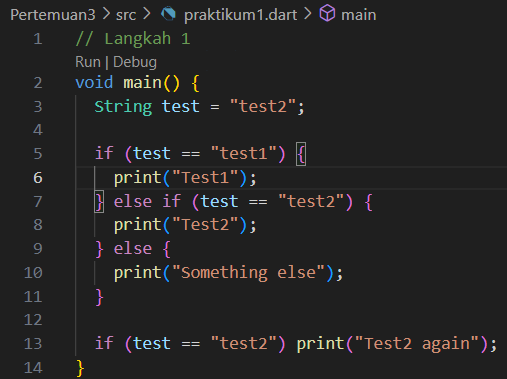 Pertemuan3 > src > praktikum1.dart > main
1 // Langkah 1
Run | Debug
2 void main() {
3 String test = "test2";
4
5 if (test == "test1") {
6 print("Test1");
7 } else if (test == "test2") {
8 print("Test2");
9 } else {
10 print("Something else");
11 }
12
13 if (test == "test2") print("Test2 again");
14 }